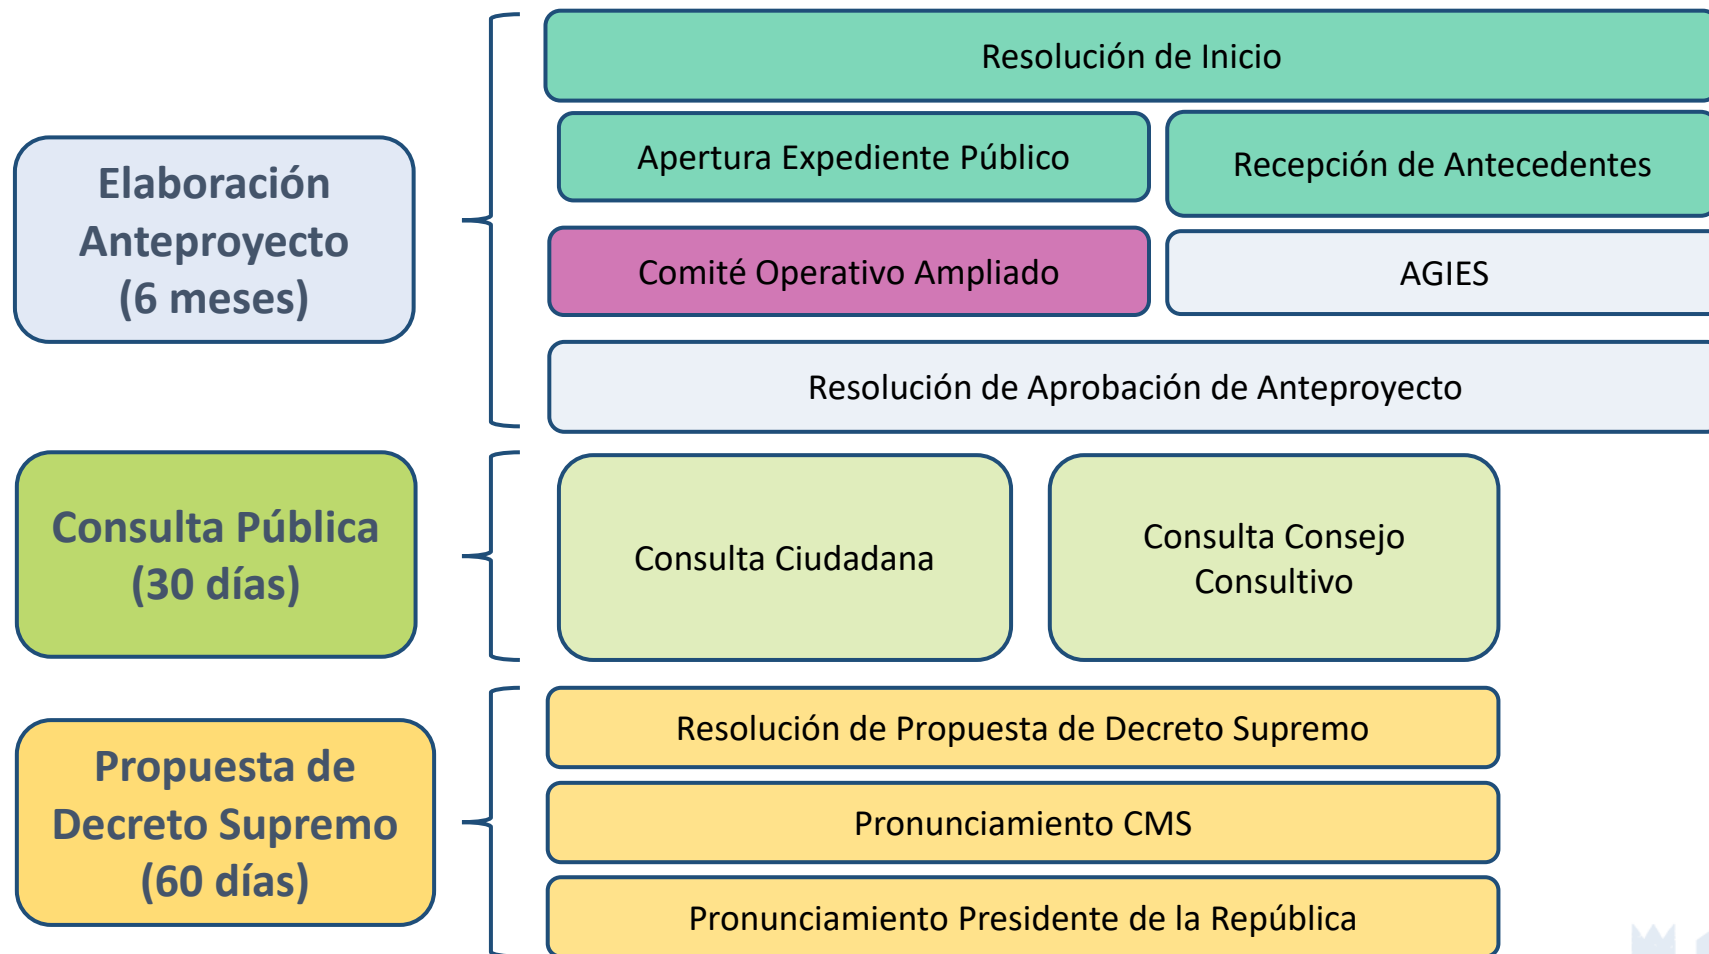 Resolución de Inicio
Elaboración
Anteproyecto
(6 meses)
Apertura Expediente Público
Recepción de Antecedentes
Comité Operativo Ampliado
AGIES
Resolución de Aprobación de Anteproyecto
Consulta Pública
(30 días)
Consulta Ciudadana
Consulta Consejo
Consultivo
Propuesta de
Decreto Supremo
(60 días)
Resolución de Propuesta de Decreto Supremo
Pronunciamiento CMS
Pronunciamiento Presidente de la República